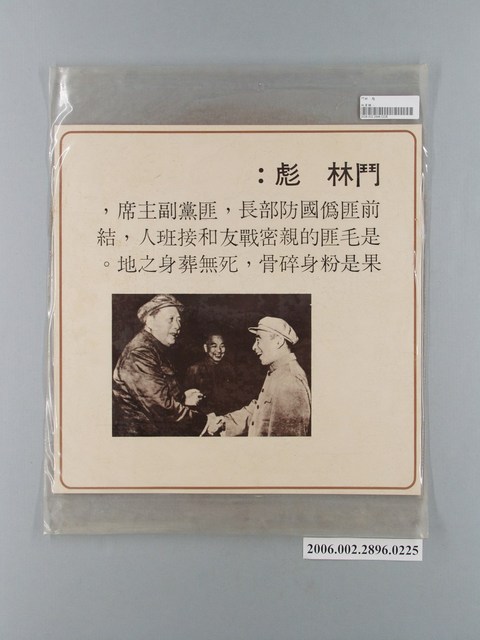 鬥林　彪：
前匪偽國防部長，匪黨副主席，
是毛匪的親密戰友和接班人，結
果是粉身碎骨，死無葬身之地。
2006.002.2896.0225